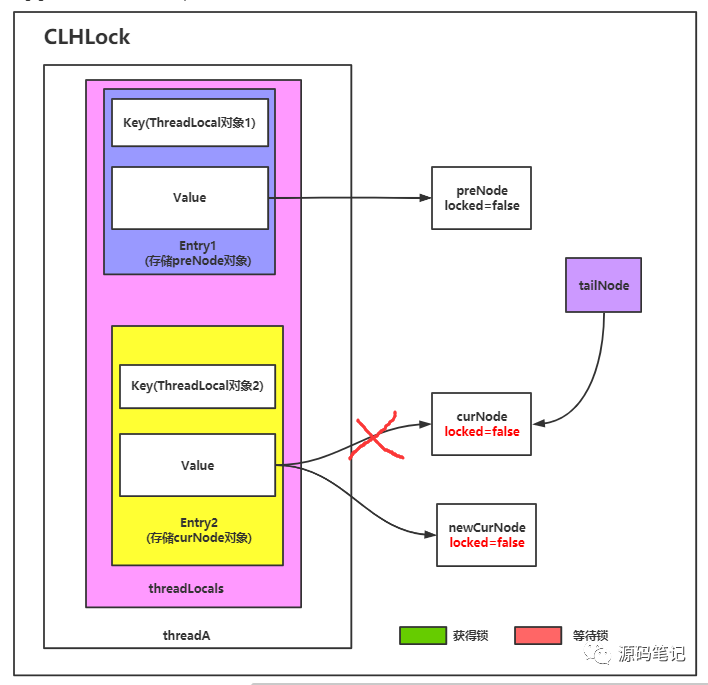 CLHLock
Key(ThreadLocal对象1)
Value
Entry1
(存储preNode对象)
preNode
locked=false
tailNode
Key(ThreadLocal对象2)
Value
Entry2
(存储curNode对象)
curNode
locked=false
newCurNode
locked=false
threadLocals
threadA
获得锁
等待锁
源码笔记